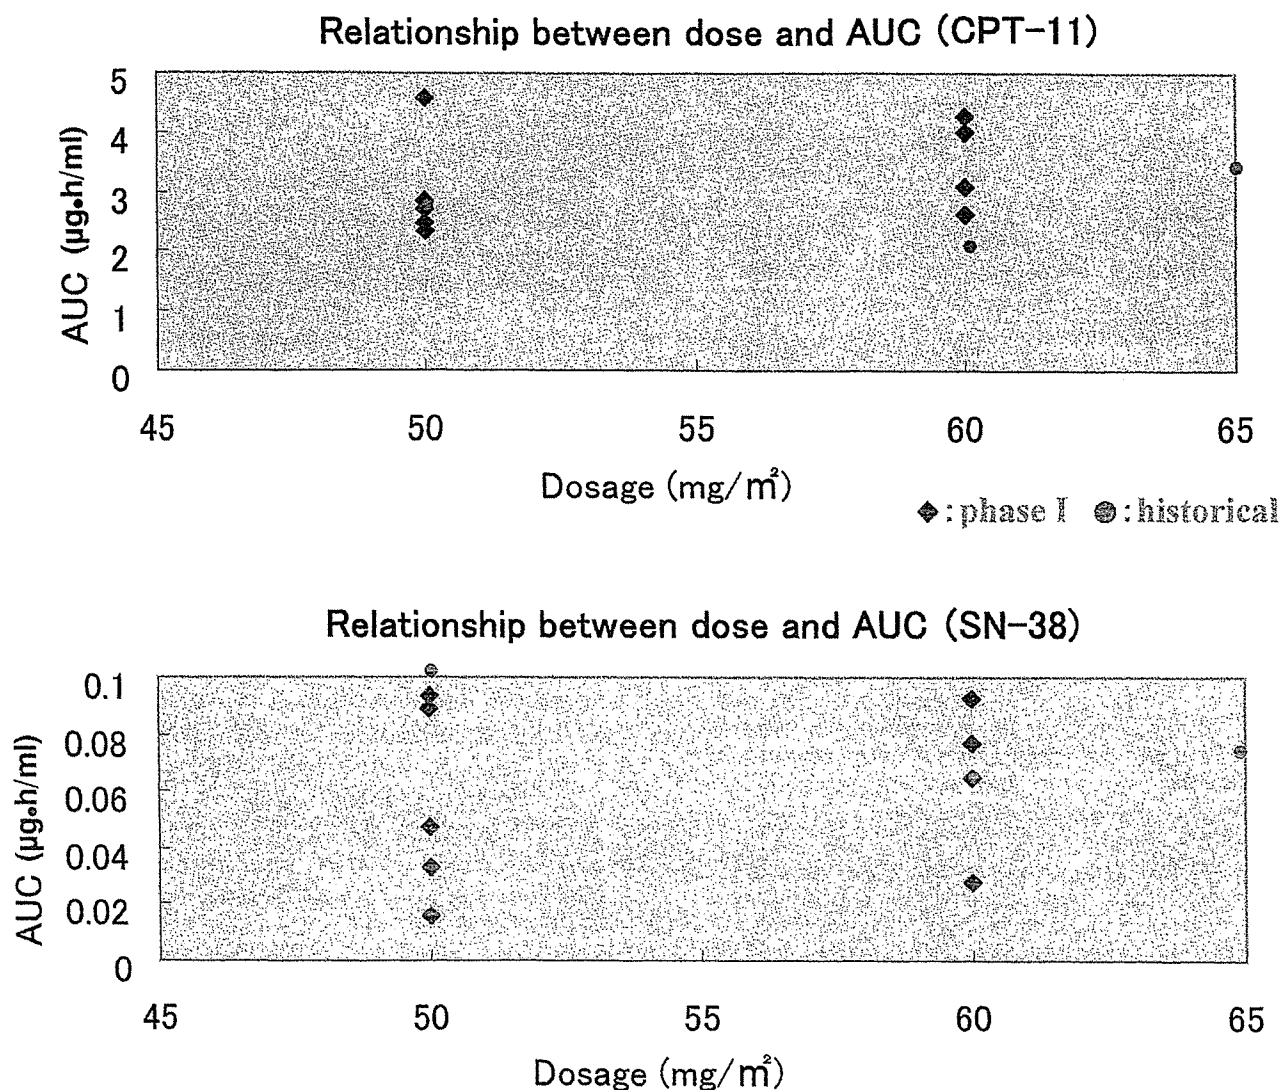 Relationship between dose and AUC (CPT-11)
5
4
3
2
1
0
AUC (μg•h/ml)
45 50 55 60 65
Dosage (mg/㎡)
◆:phase I ●:historical
Relationship between dose and AUC (SN-38)
0.1
0.08
0.06
0.04
0.02
0
AUC (μg•h/ml)
45 50 55 60 65
Dosage (mg/㎡)